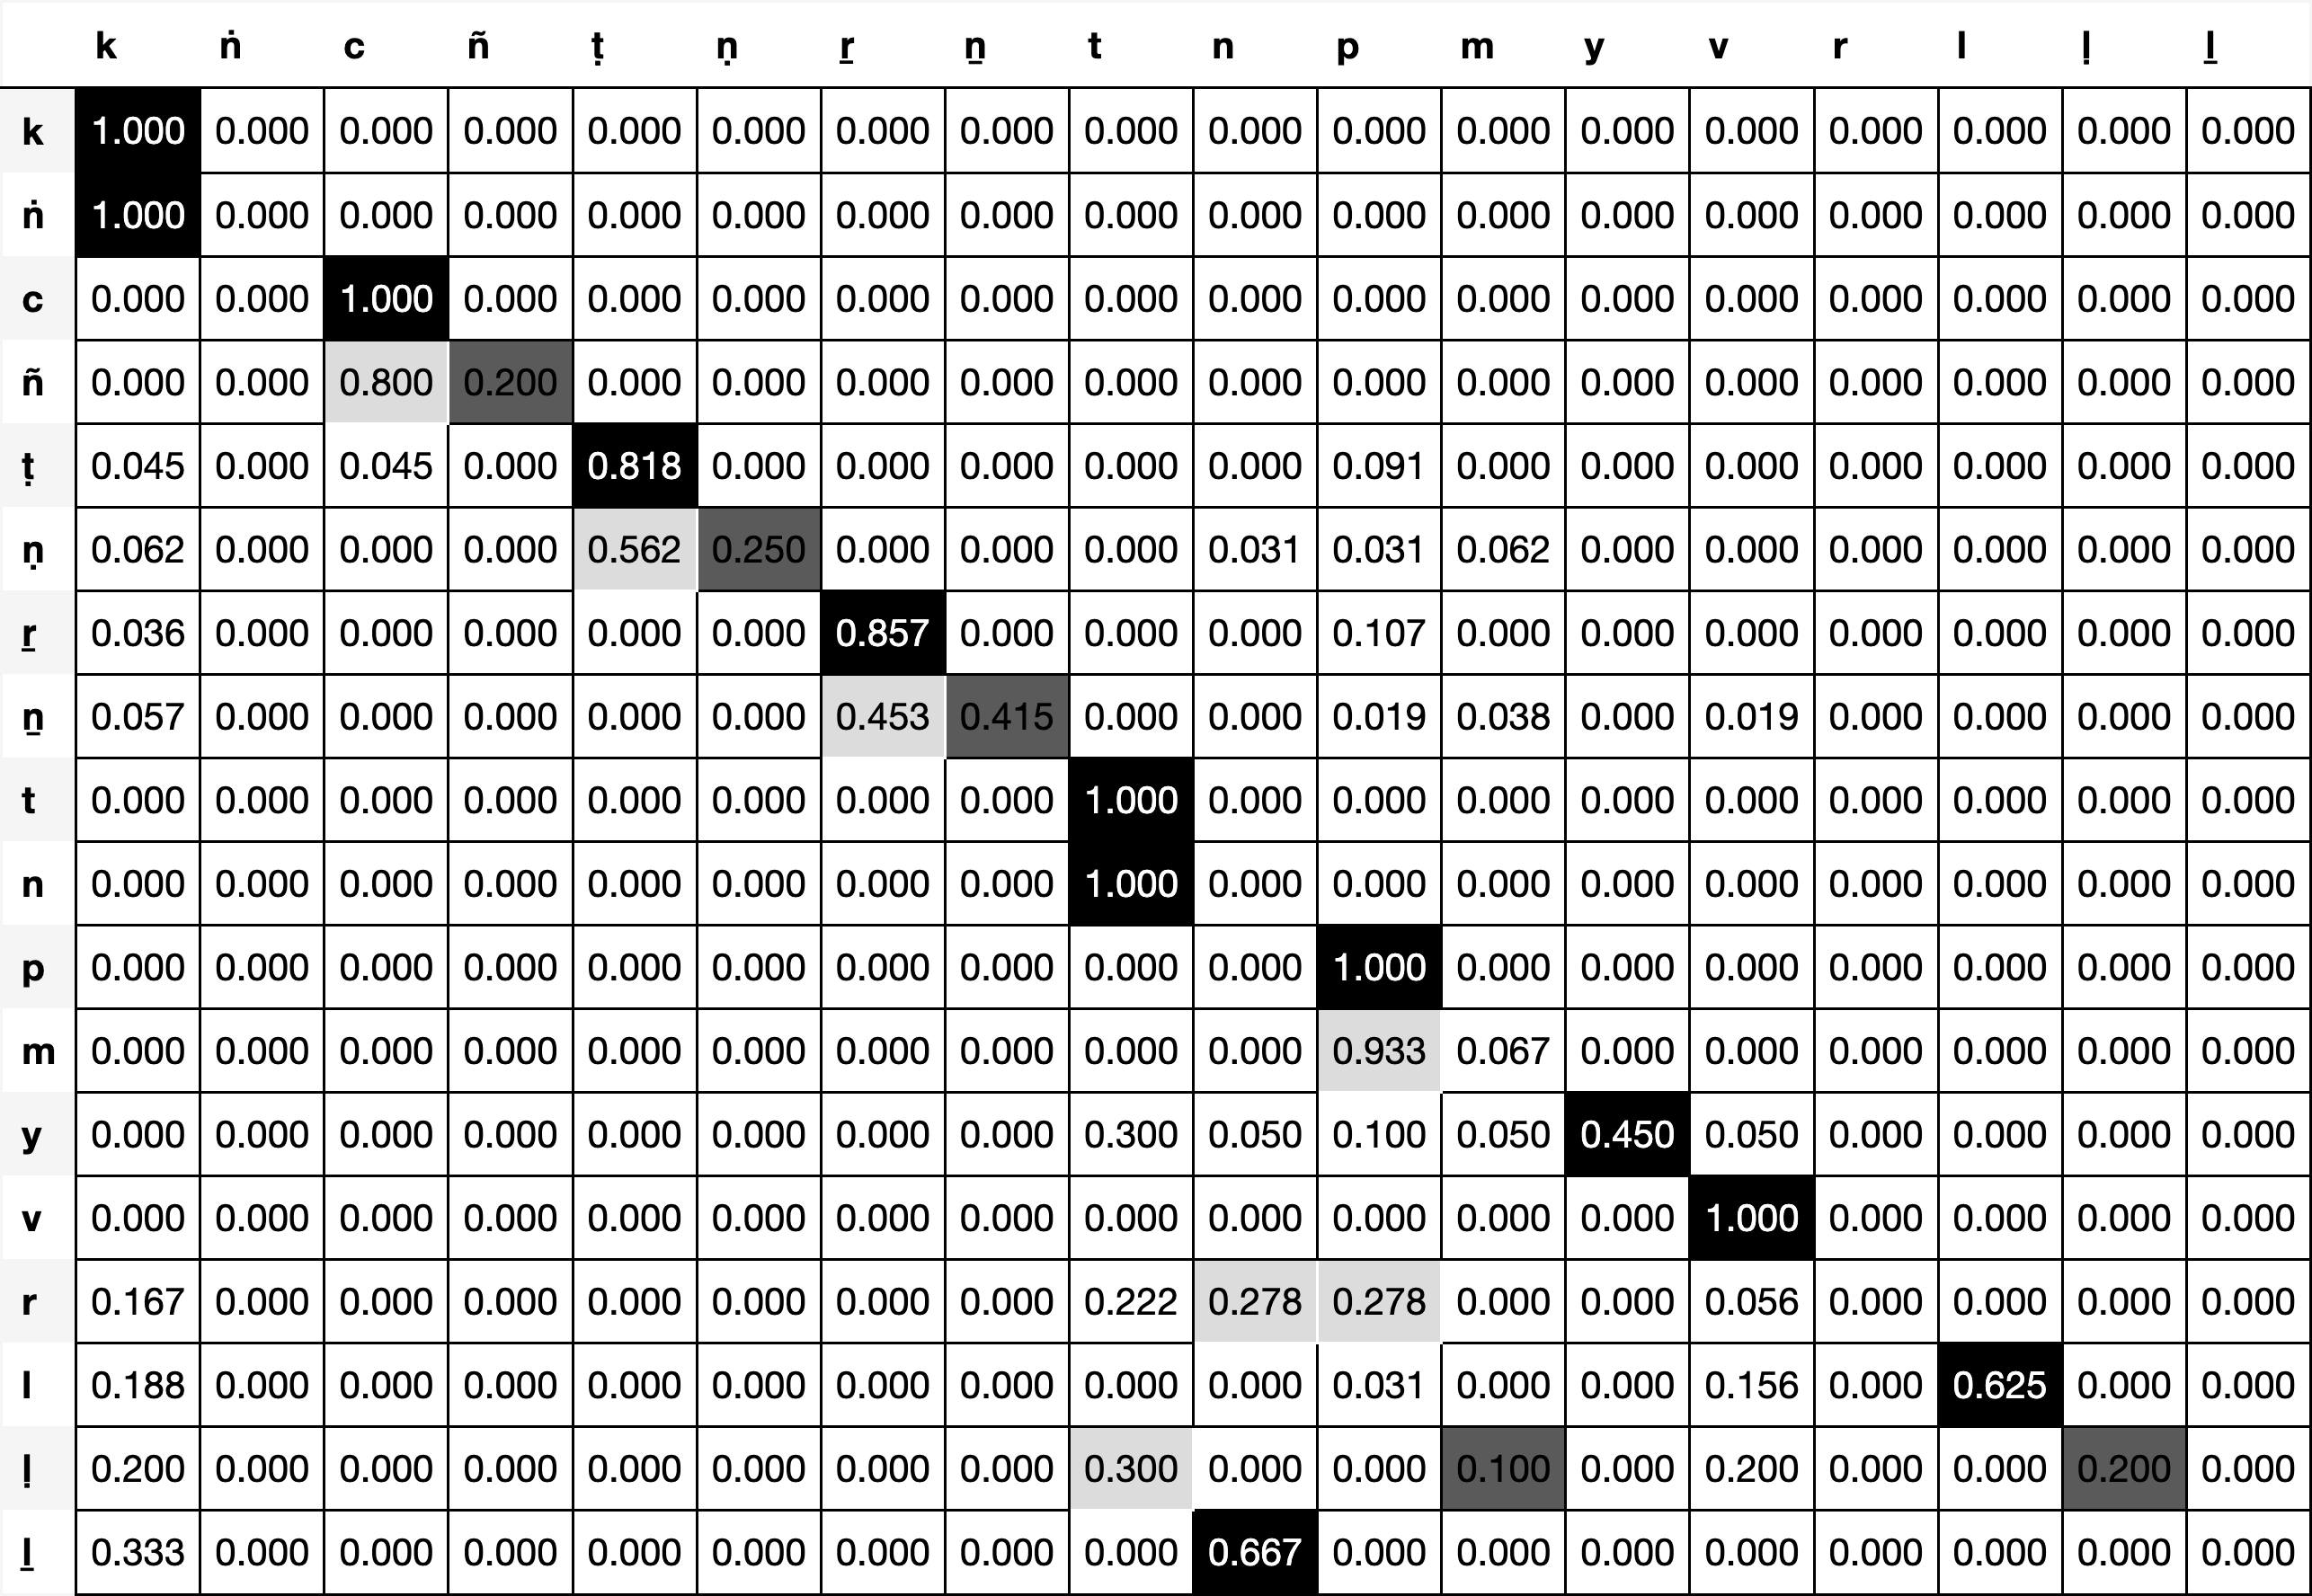 k ṅ c ñ ṭ ṇ ṟ ṉ t n p m y v r l ḷ ḻ
k 1.000 0.000 0.000 0.000 0.000 0.000 0.000 0.000 0.000 0.000 0.000 0.000 0.000 0.000 0.000 0.000 0.000 0.000
ṅ 1.000 0.000 0.000 0.000 0.000 0.000 0.000 0.000 0.000 0.000 0.000 0.000 0.000 0.000 0.000 0.000 0.000 0.000
c 0.000 0.000 1.000 0.000 0.000 0.000 0.000 0.000 0.000 0.000 0.000 0.000 0.000 0.000 0.000 0.000 0.000 0.000
ñ 0.000 0.000 0.800 0.200 0.000 0.000 0.000 0.000 0.000 0.000 0.000 0.000 0.000 0.000 0.000 0.000 0.000 0.000
ṭ 0.045 0.000 0.045 0.000 0.818 0.000 0.000 0.000 0.000 0.000 0.091 0.000 0.000 0.000 0.000 0.000 0.000 0.000
ṇ 0.062 0.000 0.000 0.000 0.562 0.250 0.000 0.000 0.000 0.031 0.031 0.062 0.000 0.000 0.000 0.000 0.000 0.000
ṟ 0.036 0.000 0.000 0.000 0.000 0.000 0.857 0.000 0.000 0.000 0.107 0.000 0.000 0.000 0.000 0.000 0.000 0.000
ṉ 0.057 0.000 0.000 0.000 0.000 0.000 0.453 0.415 0.000 0.000 0.019 0.038 0.000 0.019 0.000 0.000 0.000 0.000
t 0.000 0.000 0.000 0.000 0.000 0.000 0.000 0.000 1.000 0.000 0.000 0.000 0.000 0.000 0.000 0.000 0.000 0.000
n 0.000 0.000 0.000 0.000 0.000 0.000 0.000 0.000 1.000 0.000 0.000 0.000 0.000 0.000 0.000 0.000 0.000 0.000
p 0.000 0.000 0.000 0.000 0.000 0.000 0.000 0.000 0.000 0.000 1.000 0.000 0.000 0.000 0.000 0.000 0.000 0.000
m 0.000 0.000 0.000 0.000 0.000 0.000 0.000 0.000 0.000 0.000 0.933 0.067 0.000 0.000 0.000 0.000 0.000 0.000
y 0.000 0.000 0.000 0.000 0.000 0.000 0.000 0.000 0.300 0.050 0.100 0.050 0.450 0.050 0.000 0.000 0.000 0.000
v 0.000 0.000 0.000 0.000 0.000 0.000 0.000 0.000 0.000 0.000 0.000 0.000 0.000 1.000 0.000 0.000 0.000 0.000
r 0.167 0.000 0.000 0.000 0.000 0.000 0.000 0.000 0.222 0.278 0.278 0.000 0.000 0.056 0.000 0.000 0.000 0.000
l 0.188 0.000 0.000 0.000 0.000 0.000 0.000 0.000 0.000 0.000 0.031 0.000 0.000 0.156 0.000 0.625 0.000 0.000
ḷ 0.200 0.000 0.000 0.000 0.000 0.000 0.000 0.000 0.300 0.000 0.000 0.100 0.000 0.200 0.000 0.000 0.200 0.000
ḻ 0.333 0.000 0.000 0.000 0.000 0.000 0.000 0.000 0.000 0.667 0.000 0.000 0.000 0.000 0.000 0.000 0.000 0.000